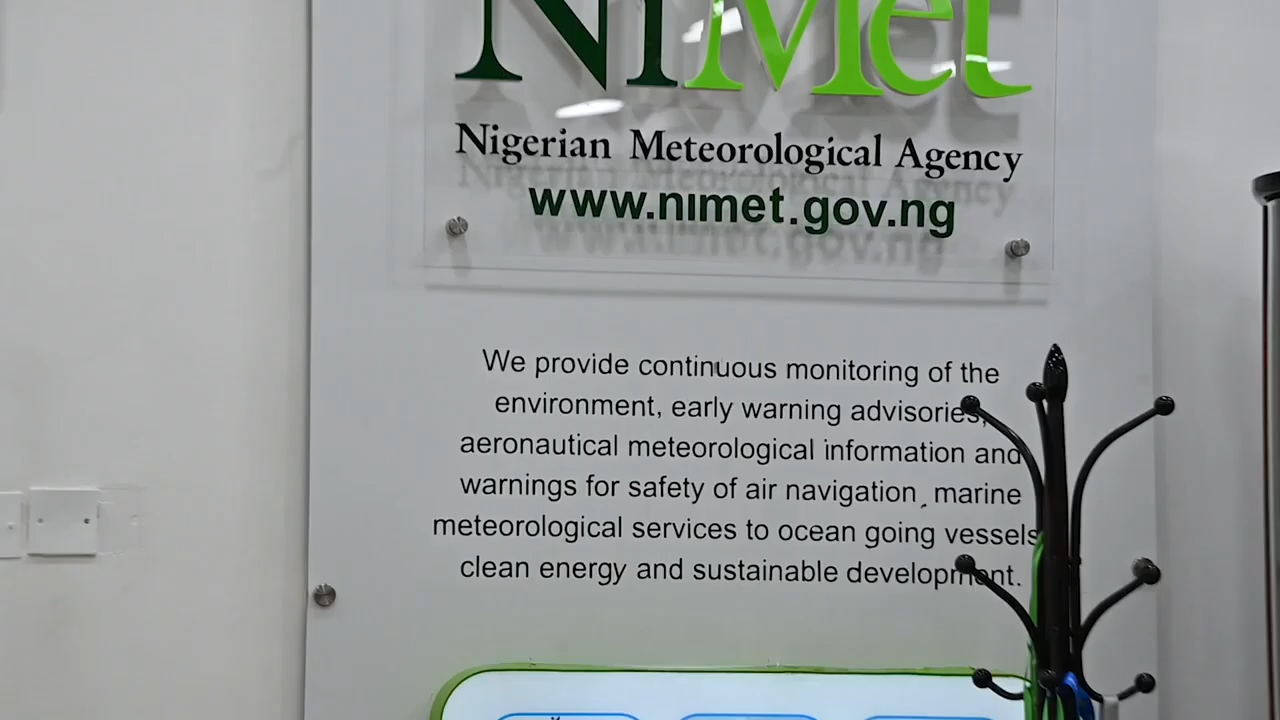 NiMet
Nigerian Meteorological Agency
www.nimet.gov.ng
We provide continuous monitoring of the
environment, early warning advisories,
aeronautical meteorological information and
warnings for safety of air navigation, marine
meteorological services to ocean going vessels
clean energy and sustainable development.